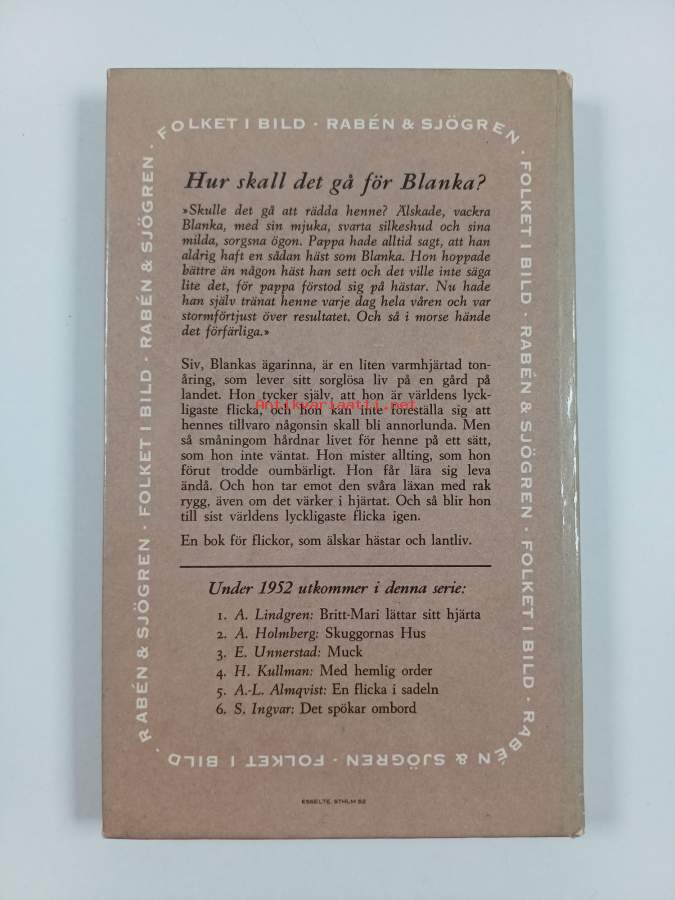 FOLKET I BILD · RABÉN & SJÖGREN · FOLKET I BILD · RABÉN & SJÖGREN · FOLKET I BILD · RABÉN & SJÖGREN · FOLKET I BILD · RABÉN & SJÖGREN · FOLKET I BILD · RABÉN & SJÖGREN ·
Hur skall det gå för Blanka?
»Skulle det gå att rädda henne? Älskade, vackra
Blanka, med sin mjuka, svarta silkeshud och sina
milda, sorgsna ögon. Pappa hade alltid sagt, att han
aldrig haft en sådan häst som Blanka. Hon hoppade
bättre än någon häst han sett och det ville inte säga
lite det, för pappa förstod sig på hästar. Nu hade
han själv tränat henne varje dag hela våren och var
stormförtjust över resultatet. Och så i morse hände
det förfärliga.»
Siv, Blankas ägarinna, är en liten varmhjärtad ton-
åring, som lever sitt sorglösa liv på en gård på
landet. Hon tycker själv, att hon är världens lyck-
ligaste flicka, och hon kan inte föreställa sig att
Antikvariaatti.net
hennes tillvaro någonsin skall bli annorlunda. Men
så småningom hårdnar livet för henne på ett sätt,
som hon inte väntat. Hon mister allting, som hon
förut trodde oumbärligt. Hon får lära sig leva
ändå. Och hon tar emot den svåra läxan med rak
rygg, även om det värker i hjärtat. Och så blir hon
till sist världens lyckligaste flicka igen.
En bok för flickor, som älskar hästar och lantliv.
Under 1952 utkommer i denna serie:
1. A. Lindgren: Britt-Mari lättar sitt hjärta
2. A. Holmberg: Skuggornas Hus
3. E. Unnerstad: Muck
4. H. Kullman: Med hemlig order
5. A.-L. Almqvist: En flicka i sadeln
6. S. Ingvar: Det spökar ombord
ESSELTE, STHLM 52